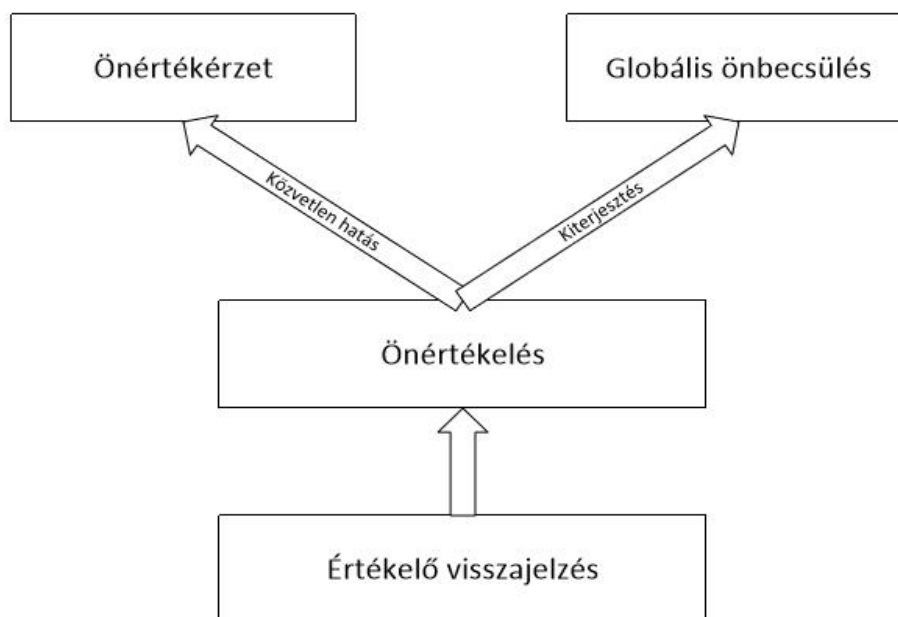 Önértékérzet
Globális önbecsülés
Közvetlen hatás
Kiterjesztés
Önértékelés
Értékelő visszajelzés